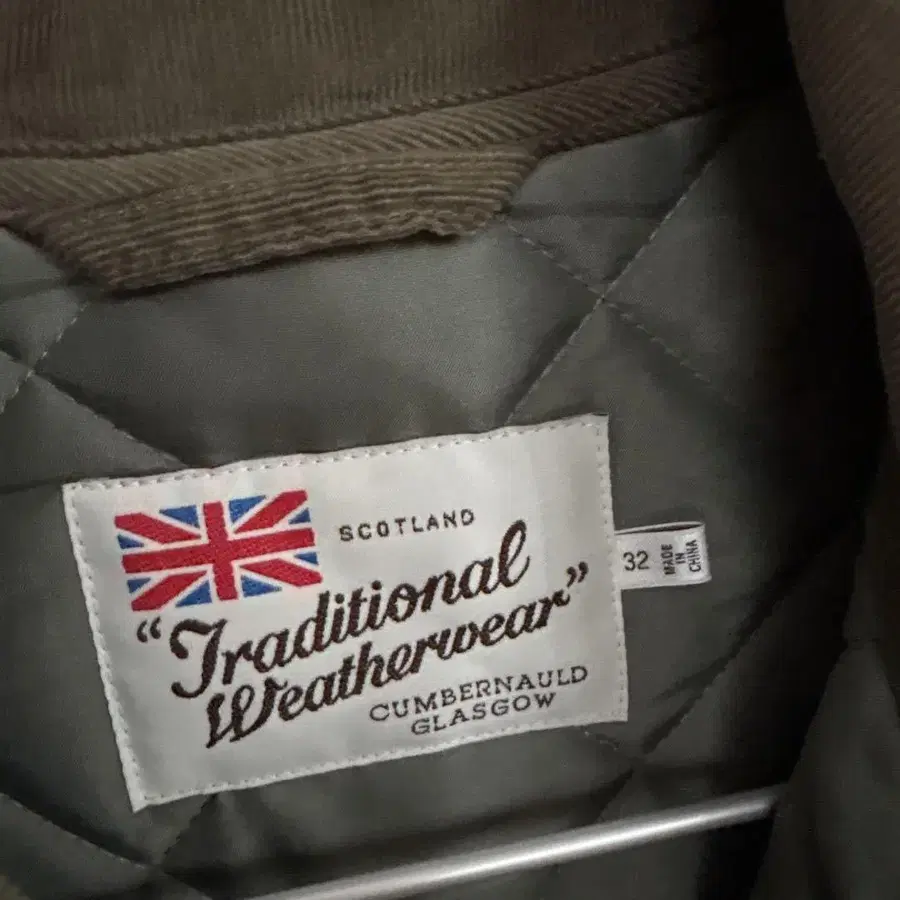 SCOTLAND
"Traditional
Weatherwear"
CUMBERNAULD
GLASGOW
32
MADE
IN
CHINA